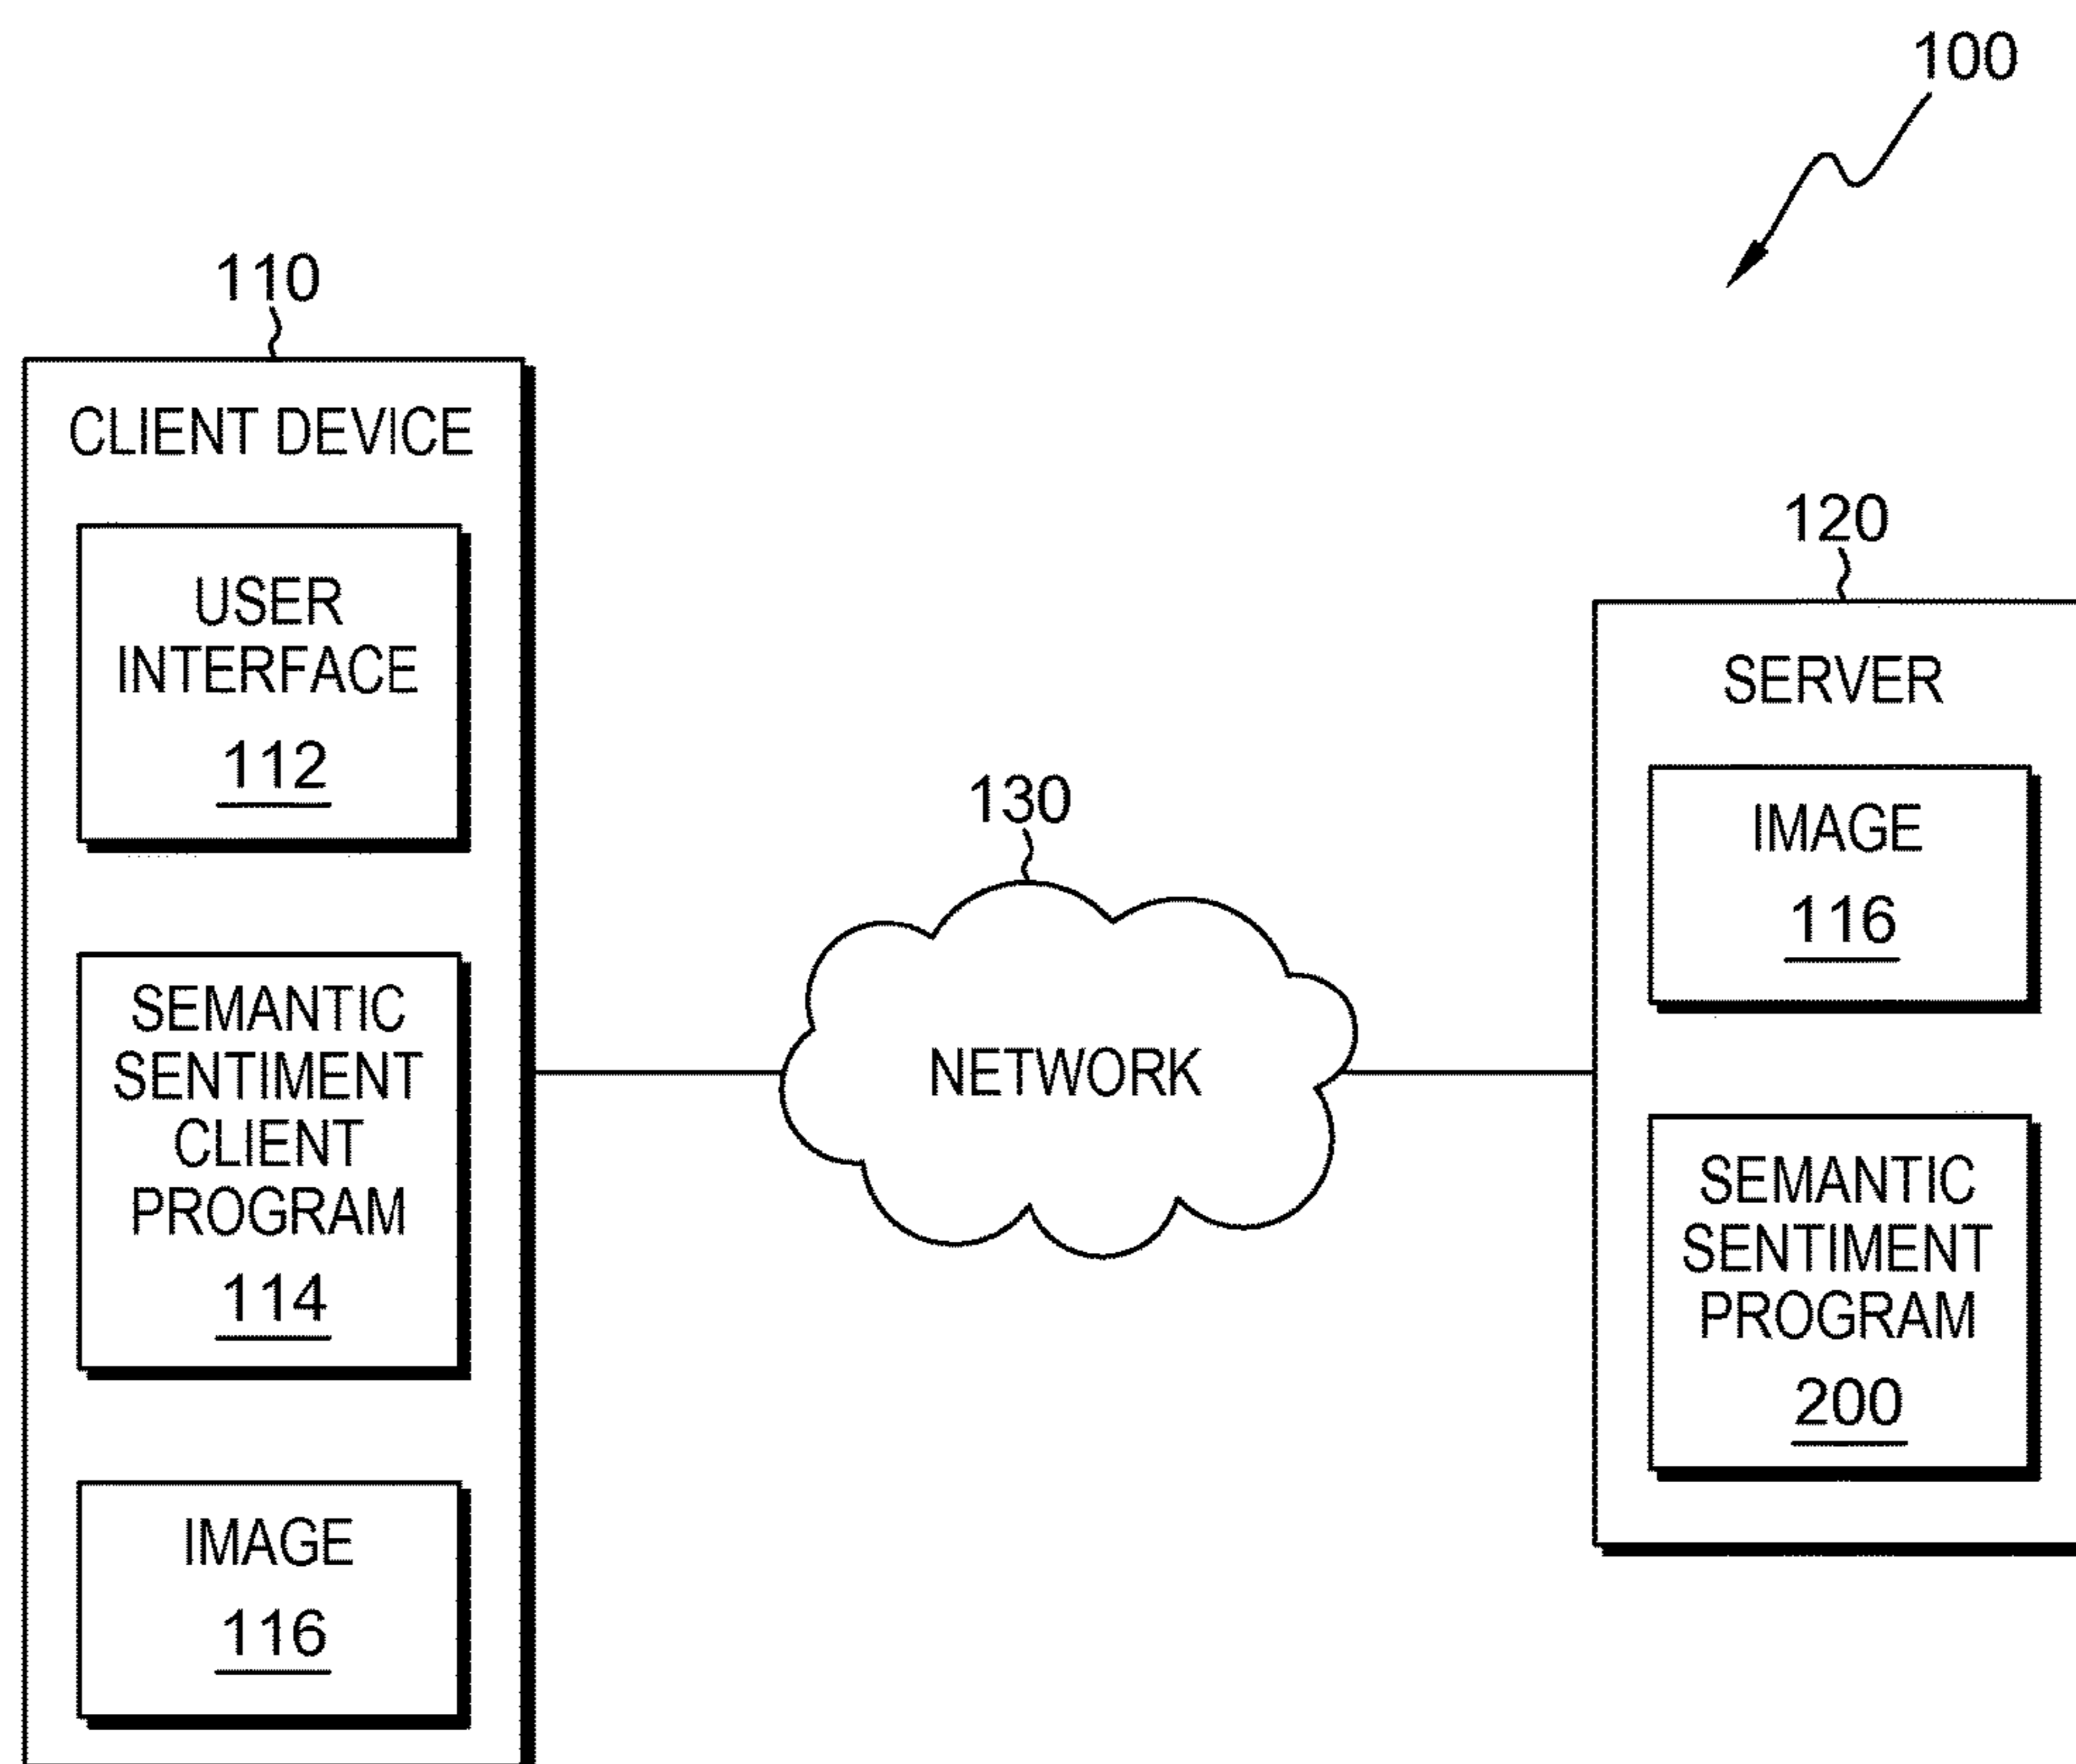 100
110
CLIENT DEVICE
USER
INTERFACE
112
SEMANTIC
SENTIMENT
CLIENT
PROGRAM
114
IMAGE
116
130
NETWORK
120
SERVER
IMAGE
116
SEMANTIC
SENTIMENT
PROGRAM
200